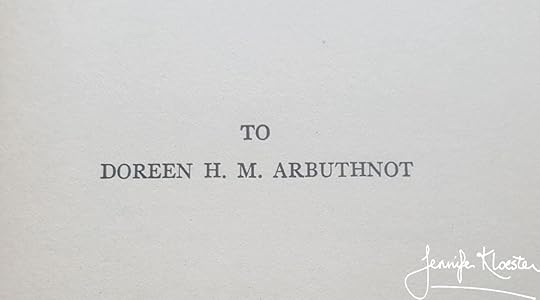 TO
DOREEN H. M. ARBUTHNOT
Jennifer Kloester